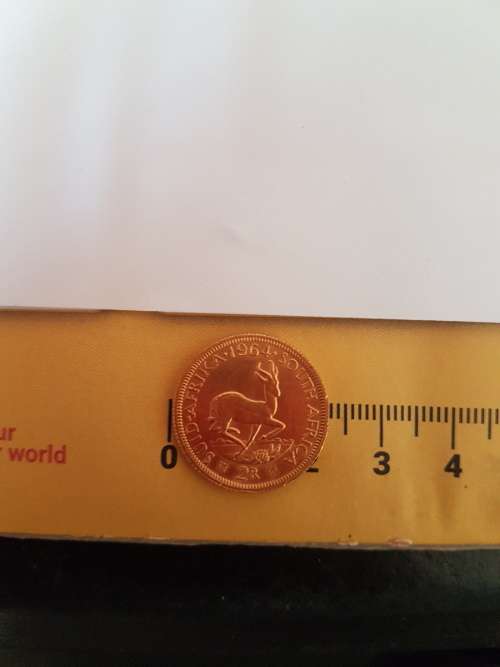 SUID-AFRIKA·1964·SOUTH AFRICA
2R
ur
r world
0 3 4